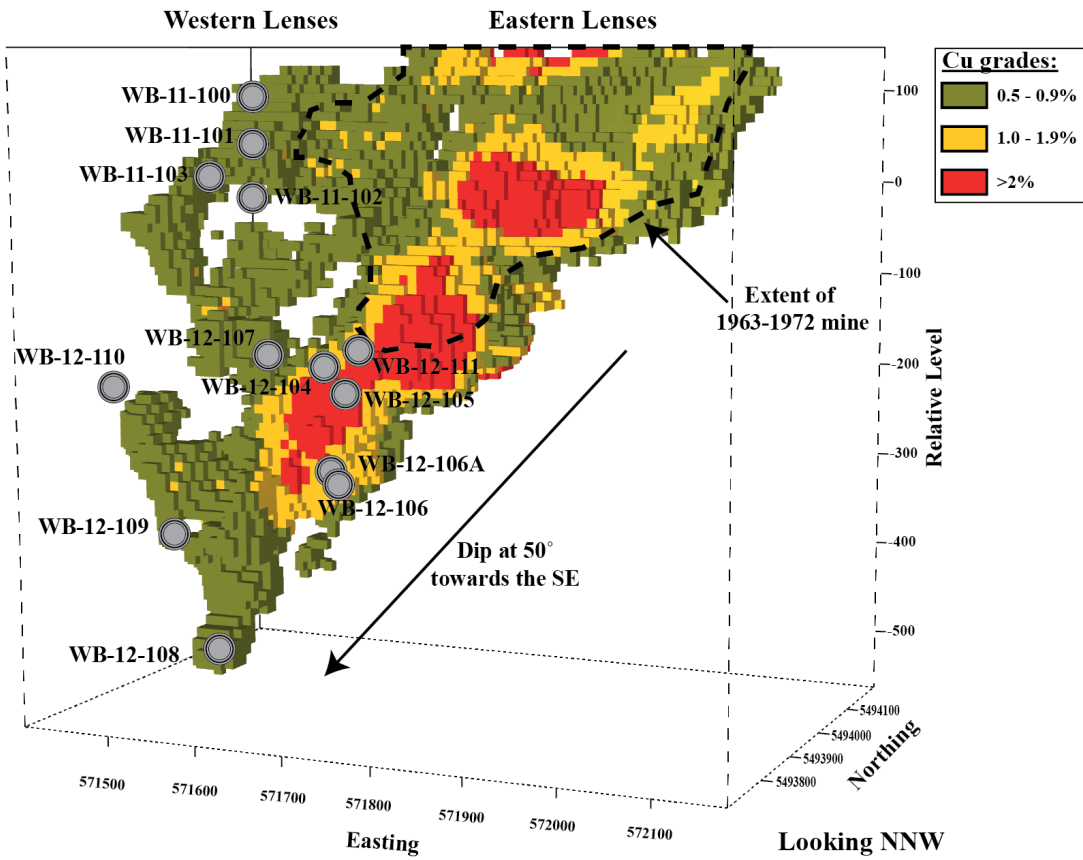 Western Lenses
Eastern Lenses
Cu grades:
0.5 - 0.9%
1.0 - 1.9%
>2%
WB-11-100
WB-11-101
WB-11-103
WB-11-102
WB-12-107
WB-12-110
WB-12-104
WB-12-111
WB-12-105
WB-12-106A
WB-12-106
WB-12-109
WB-12-108
Extent of
1963-1972 mine
Dip at 50°
towards the SE
100
0
-100
-200
-300
-400
-500
Relative Level
5494100
5494000
5493900
5493800
Northing
571500
571600
571700
571800
571900
572000
572100
Easting
Looking NNW